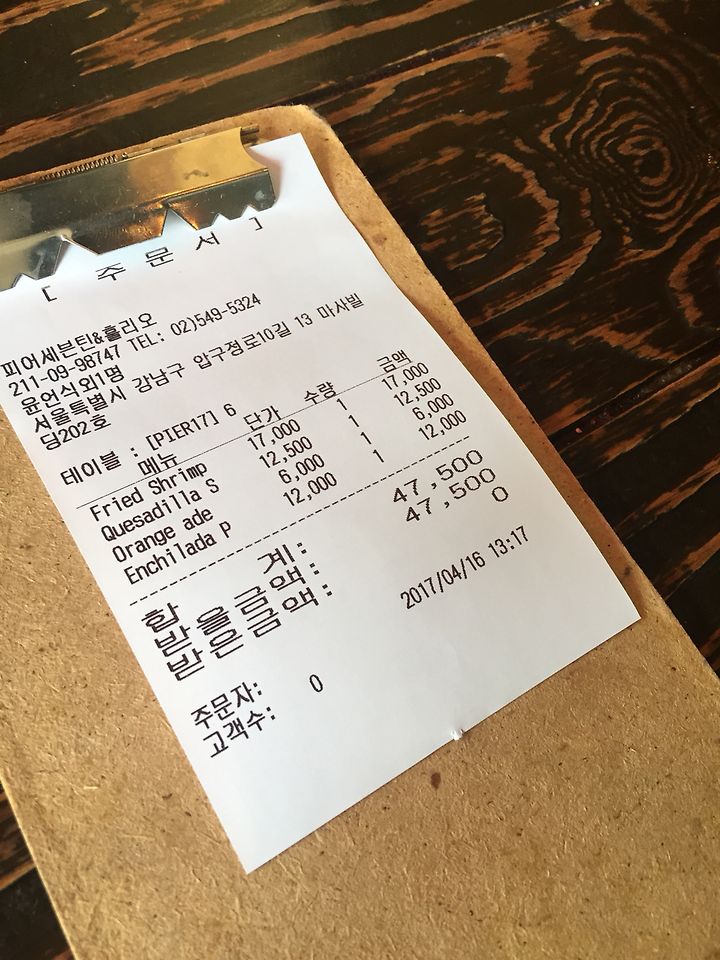 [ 주 문 서 ]
피어세븐틴&훌리오
211-09-98747 TEL: 02)549-5324
윤언식외1명
서울특별시 강남구 압구정로10길 13 마사빌
딩202호
테이블 : [PIER17] 6
메뉴 단가 수량 금액
Fried Shrimp 17,000 1 17,000
Quesadilla S 12,500 1 12,500
Orange ade 6,000 1 6,000
Enchilada P 12,000 1 12,000
합 계: 47,500
받을금액: 47,500
받은금액: 0
2017/04/16 13:17
주문자:
고객수: 0